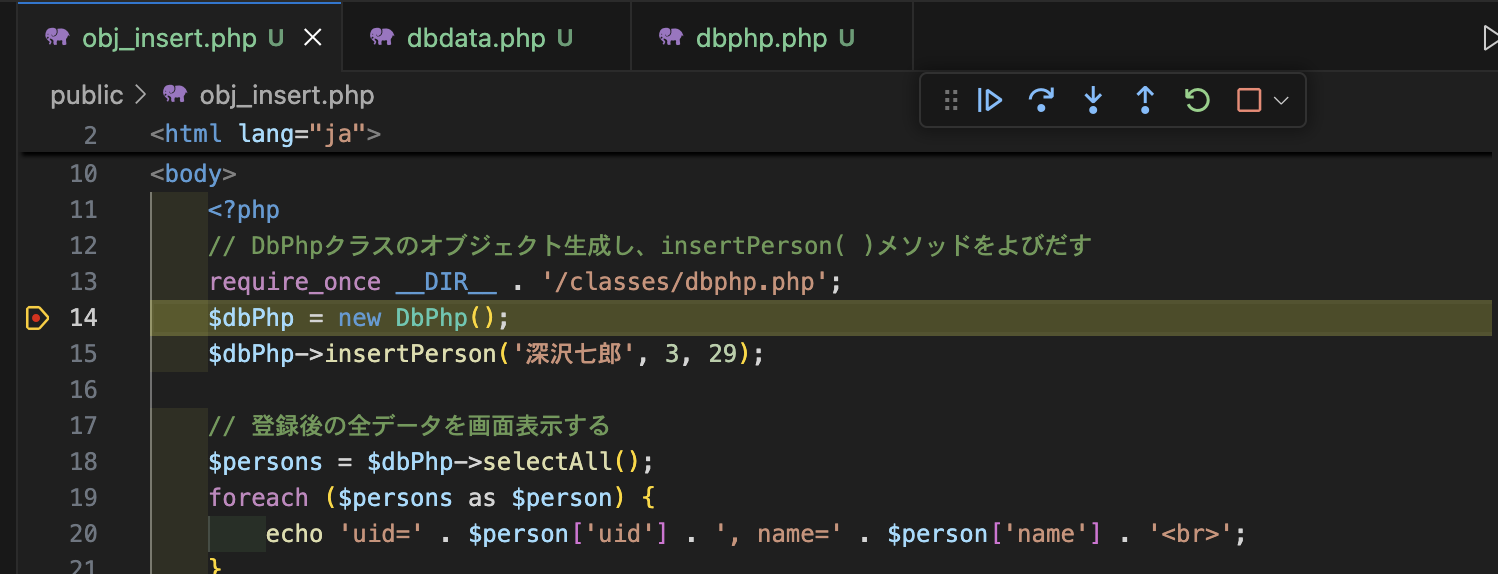 obj_insert.php U
dbdata.php U
dbphp.php U
public > obj_insert.php
2 <html lang="ja">
10 <body>
11 <?php
12 // DbPhpクラスのオブジェクト生成し、insertPerson( )メソッドをよびだす
13 require_once __DIR__ . '/classes/dbphp.php';
14 $dbPhp = new DbPhp();
15 $dbPhp->insertPerson('深沢七郎', 3, 29);
16
17 // 登録後の全データを画面表示する
18 $persons = $dbPhp->selectAll();
19 foreach ($persons as $person) {
20 echo 'uid=' . $person['uid'] . ', name=' . $person['name'] . '<br>';
21 }